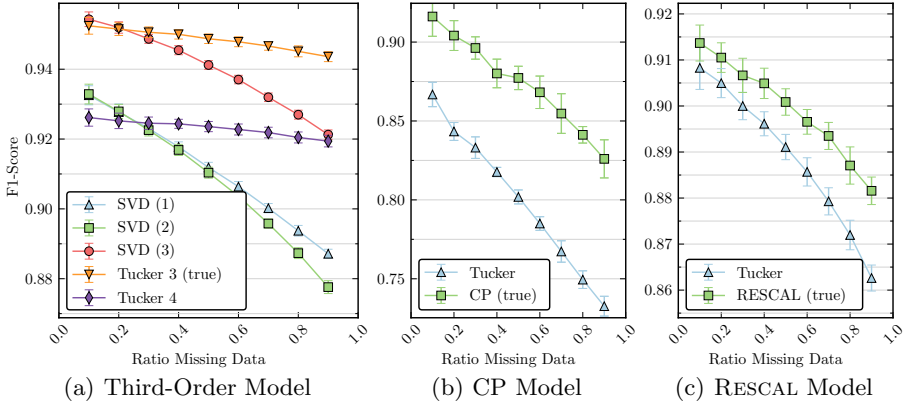 F1-Score
0.94
0.92
0.90
0.88
SVD (1)
SVD (2)
SVD (3)
Tucker 3 (true)
Tucker 4
0.0 0.2 0.4 0.6 0.8 1.0
Ratio Missing Data
(a) Third-Order Model
0.90
0.85
0.80
0.75
Tucker
CP (true)
0.0 0.2 0.4 0.6 0.8 1.0
Ratio Missing Data
(b) CP Model
0.92
0.91
0.90
0.89
0.88
0.87
0.86
Tucker
RESCAL (true)
0.0 0.2 0.4 0.6 0.8 1.0
Ratio Missing Data
(c) RESCAL Model